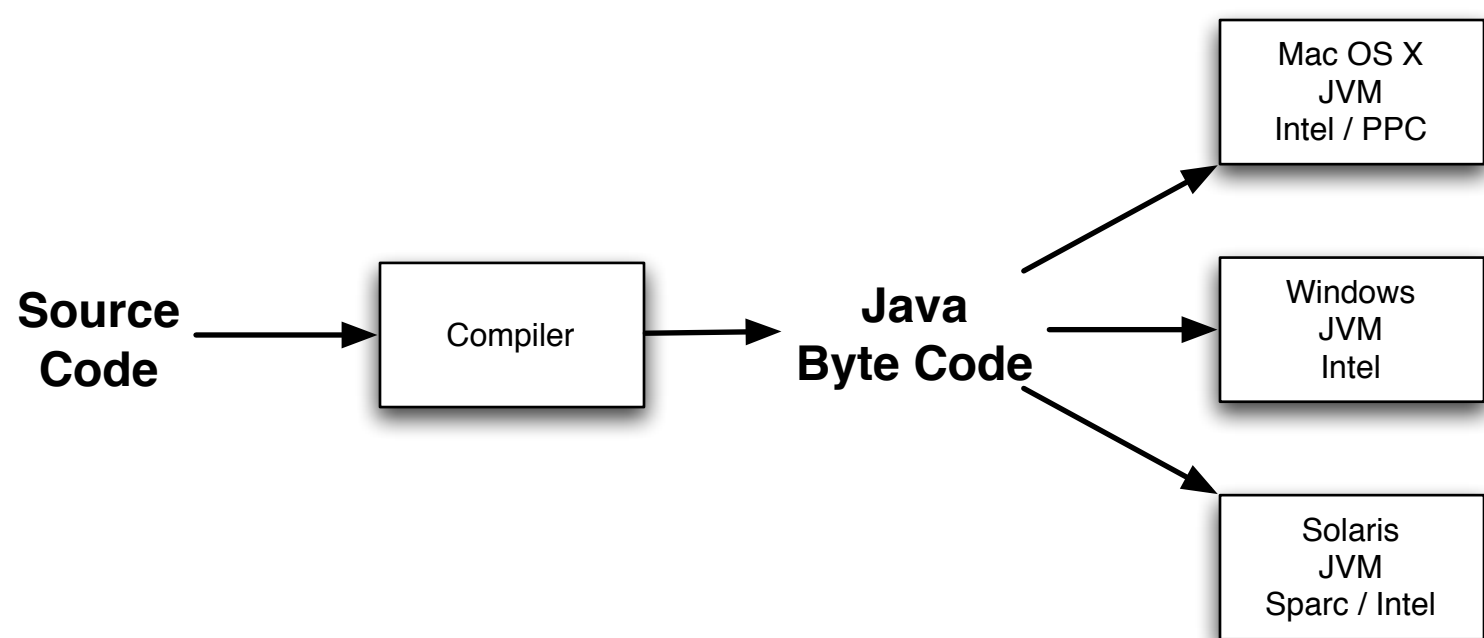 Source
Code
Compiler
Java
Byte Code
Mac OS X
JVM
Intel / PPC
Windows
JVM
Intel
Solaris
JVM
Sparc / Intel